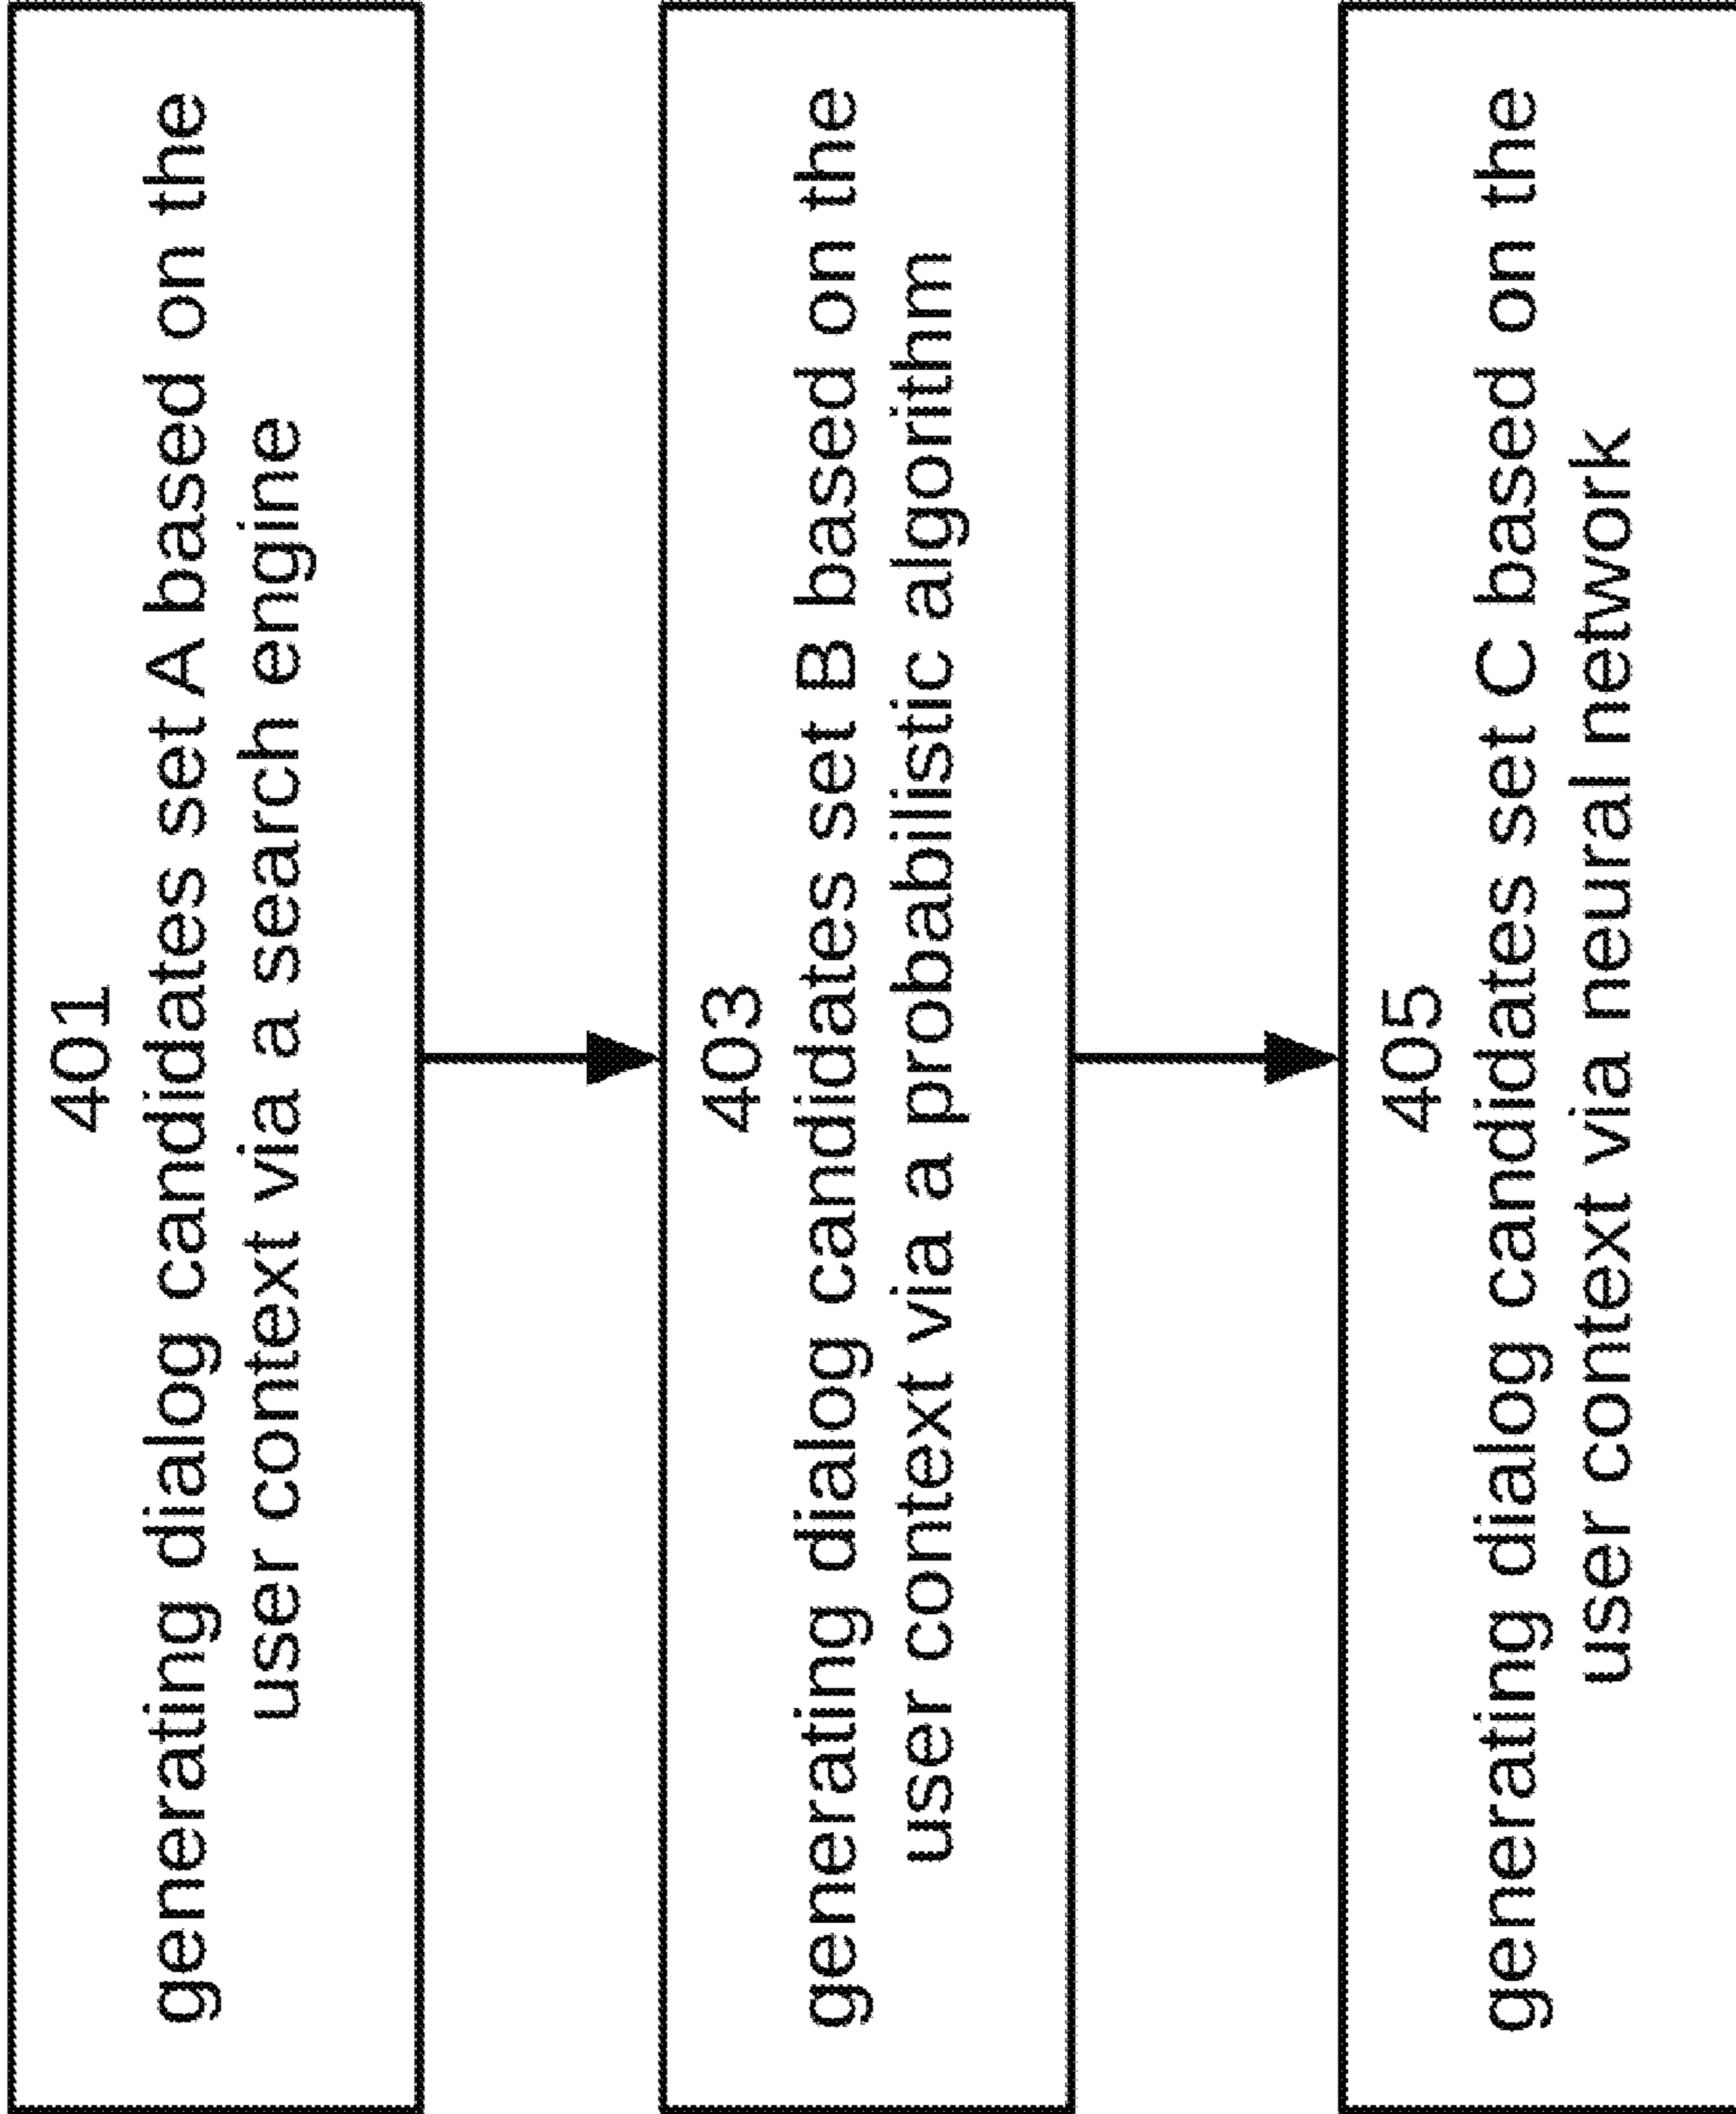 401
generating dialog candidates set A based on the
user context via a search engine
403
generating dialog candidates set B based on the
user context via a probabilistic algorithm
405
generating dialog candidates set C based on the
user context via neural network